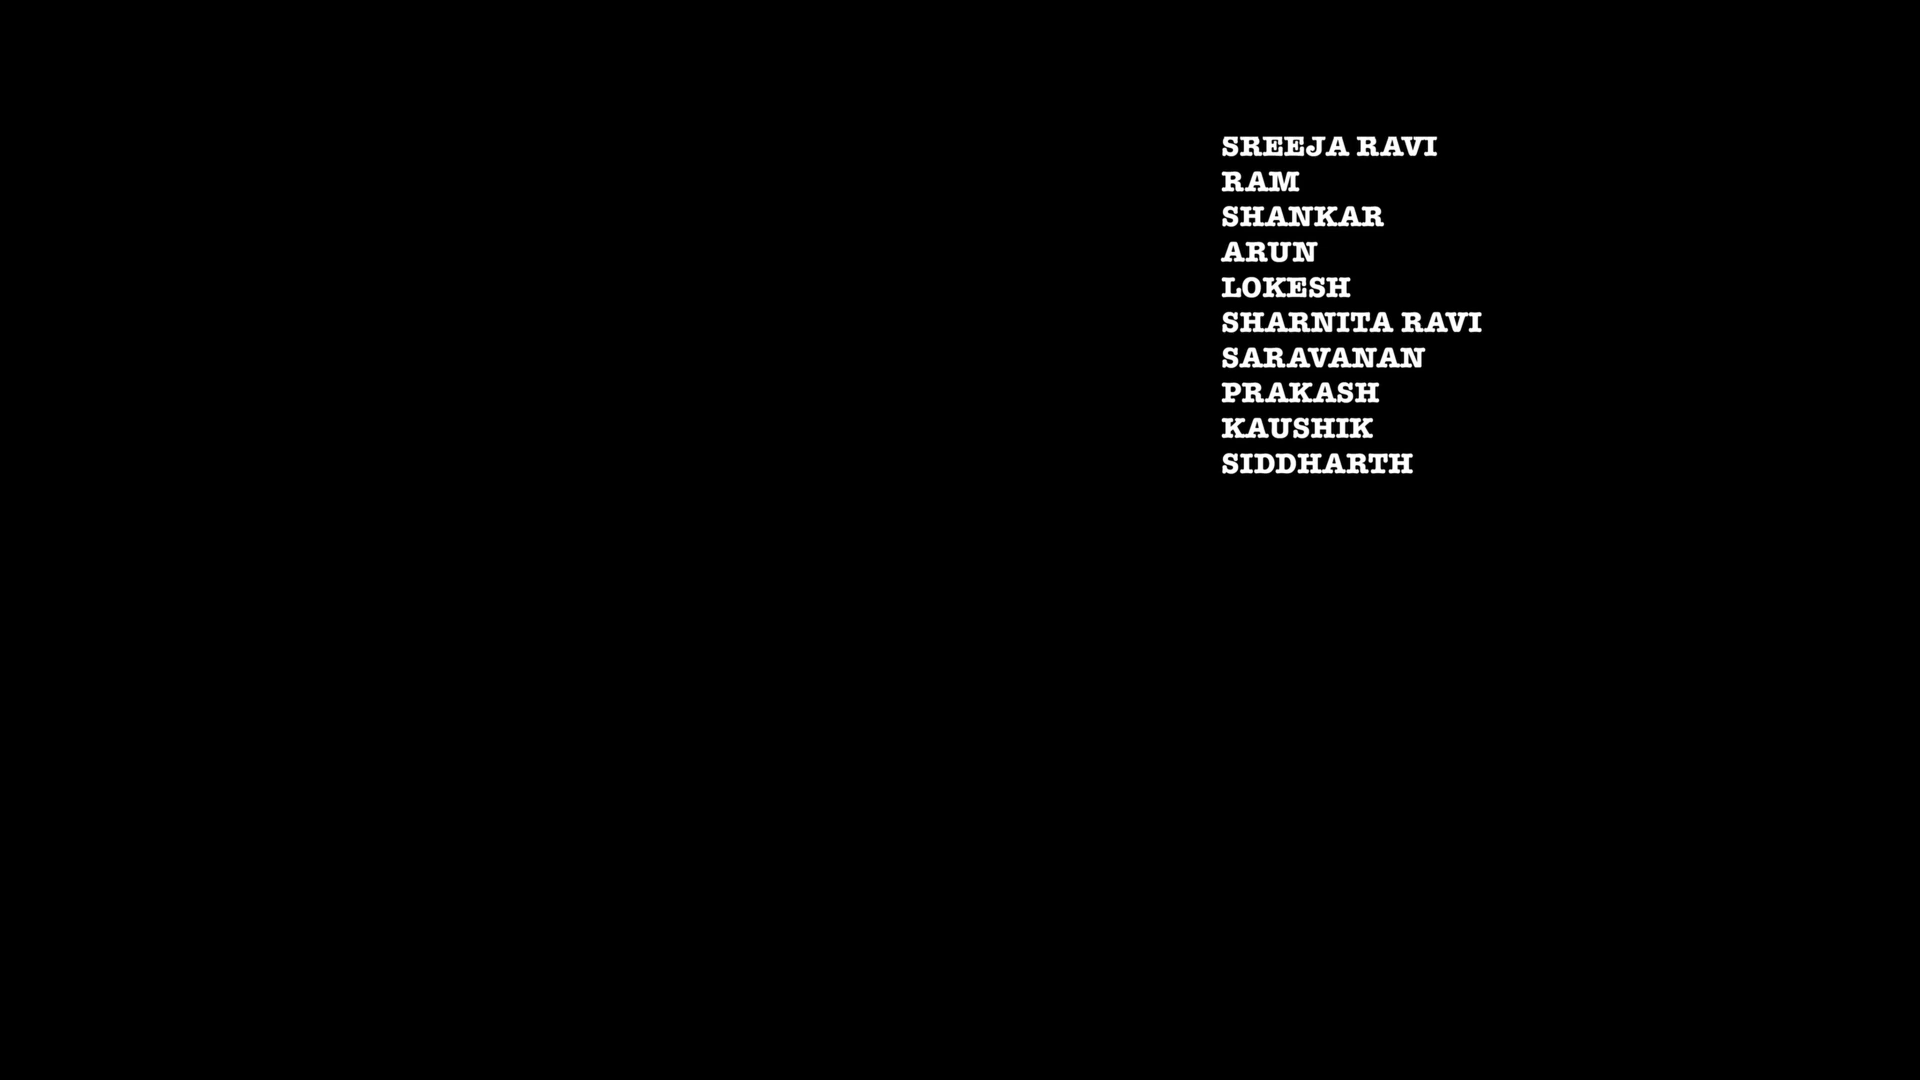 SREEJA RAVI
RAM
SHANKAR
ARUN
LOKESH
SHARNITA RAVI
SARAVANAN
PRAKASH
KAUSHIK
SIDDHARTH